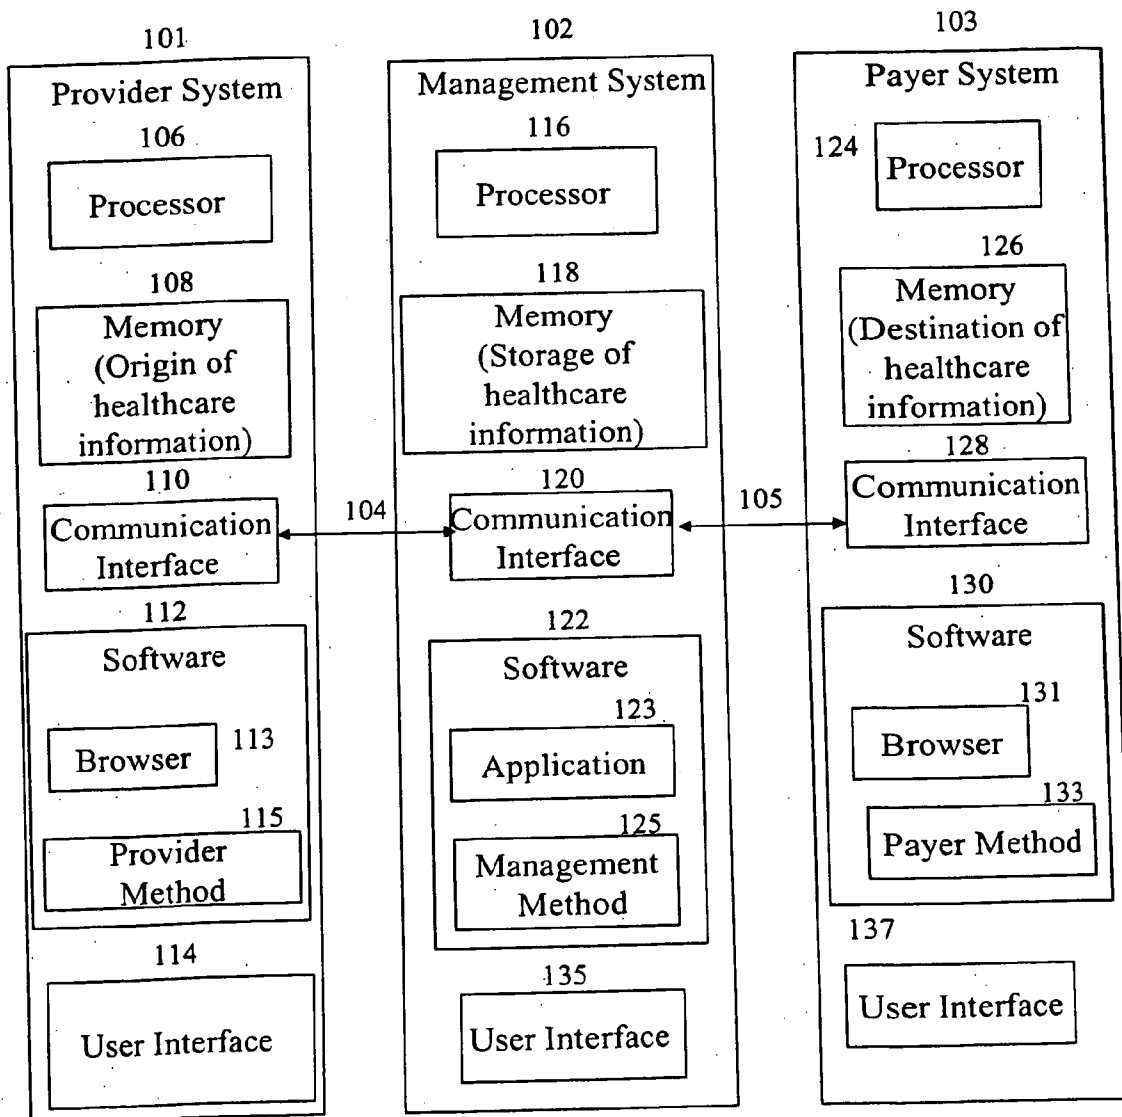 101
Provider System
106
Processor
108
Memory
(Origin of
healthcare
information)
110
Communication
Interface
112
Software
Browser
113
115
Provider
Method
114
User Interface
104
102
Management System
116
Processor
118
Memory
(Storage of
healthcare
information)
120
Communication
Interface
122
Software
123
Application
125
Management
Method
135
User Interface
105
103
Payer System
124
Processor
126
Memory
(Destination of
healthcare
information)
128
Communication
Interface
130
Software
131
Browser
133
Payer Method
137
User Interface